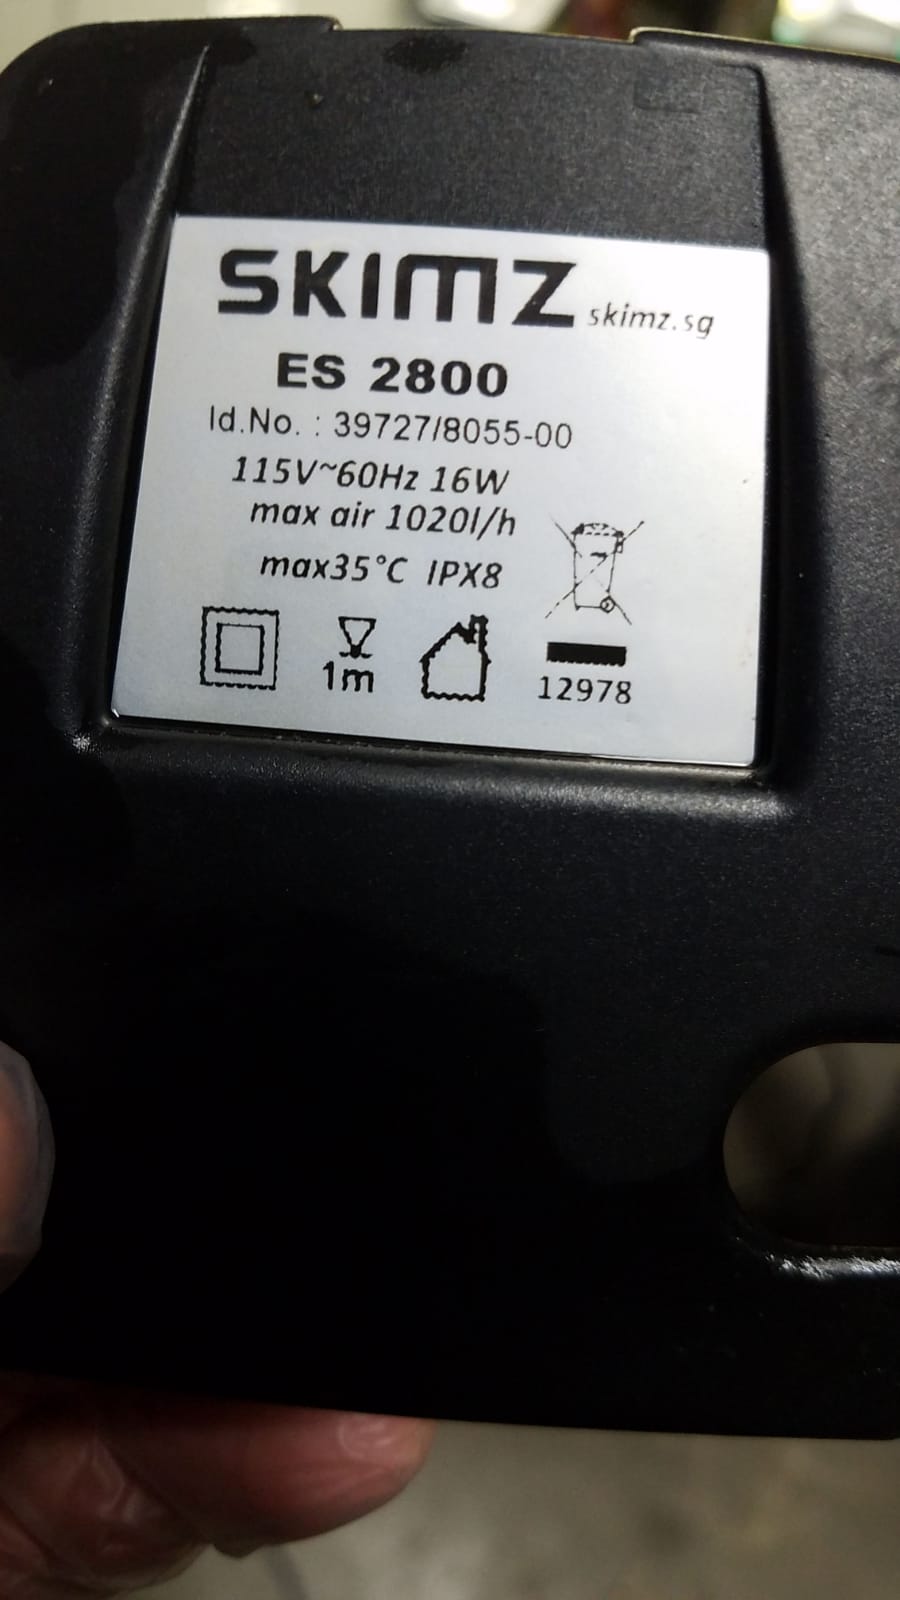 SKIMZ skimz.sg
ES 2800
Id.No. : 39727/8055-00
115V~60Hz 16W
max air 1020l/h
max35°C IPX8
1m
12978